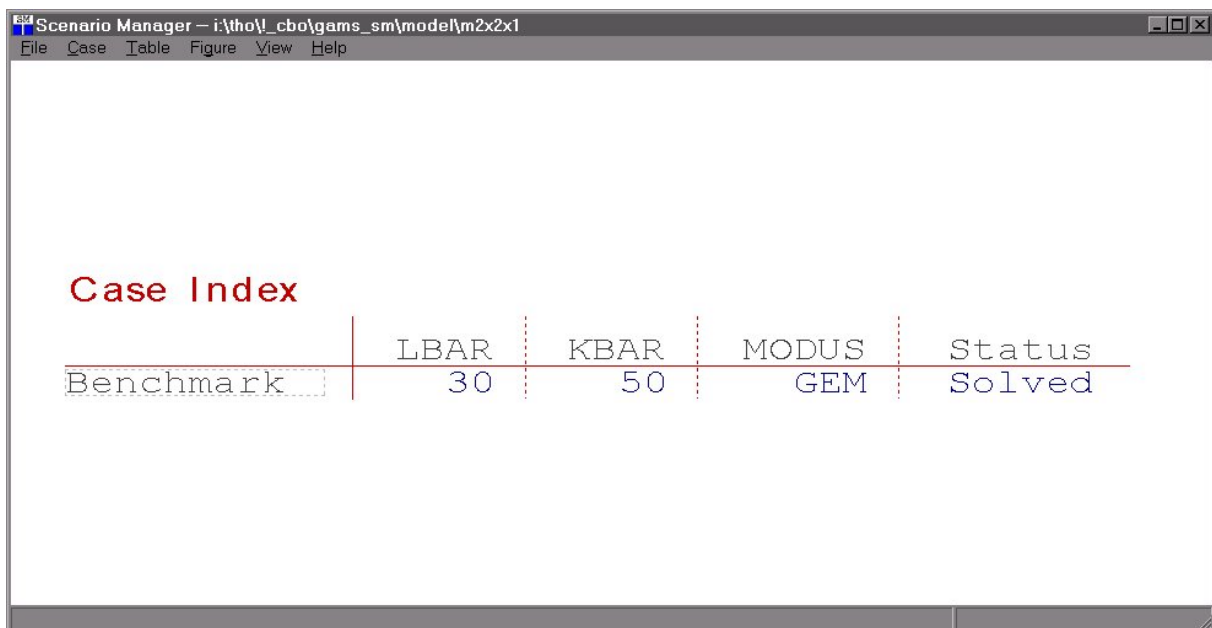 SM Scenario Manager – i:\tho\!_cbo\gams_sm\model\m2x2x1
File Case Table Figure View Help
Case Index
LBAR KBAR MODUS Status
Benchmark 30 50 GEM Solved